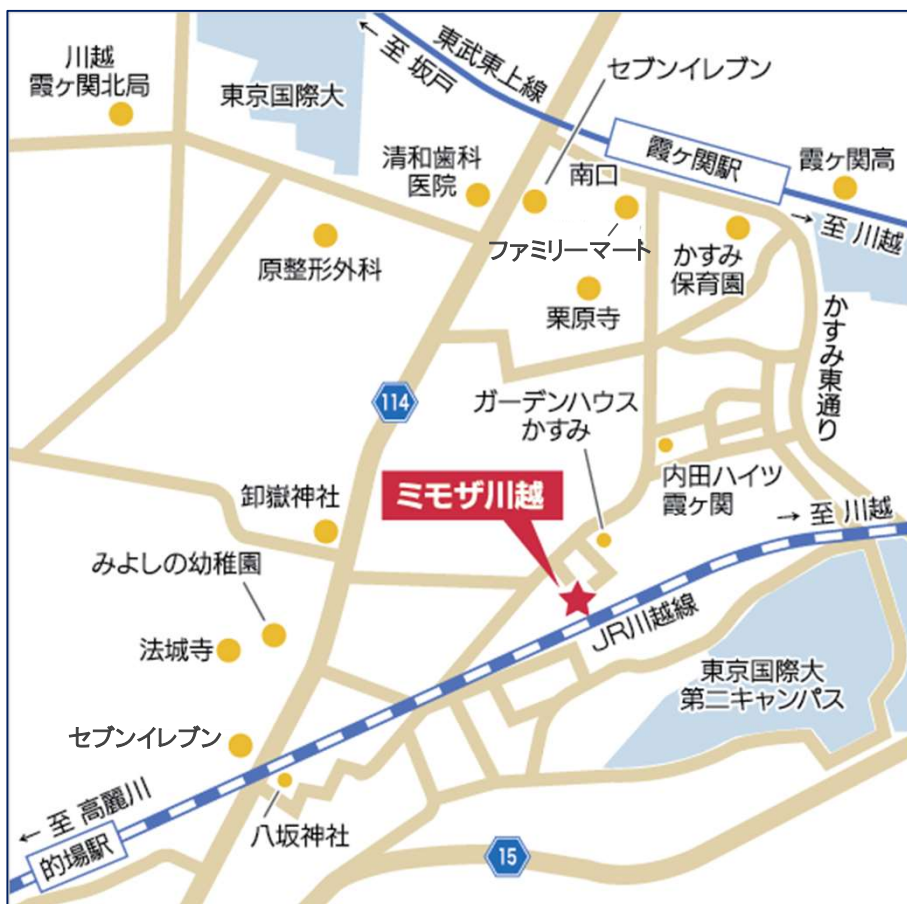 川越
霞ヶ関北局
東京国際大
← 至 坂戸
東武東上線
セブンイレブン
清和歯科
医院
南口
霞ヶ関駅
霞ヶ関高
→ 至 川越
ファミリーマート
かすみ
保育園
原整形外科
栗原寺
かすみ東通り
114
ガーデンハウス
かすみ
内田ハイツ
霞ヶ関
ミモザ川越
卸嶽神社
→ 至 川越
みよしの幼稚園
法城寺
JR川越線
東京国際大
第二キャンパス
セブンイレブン
← 至 高麗川
的場駅
八坂神社
15